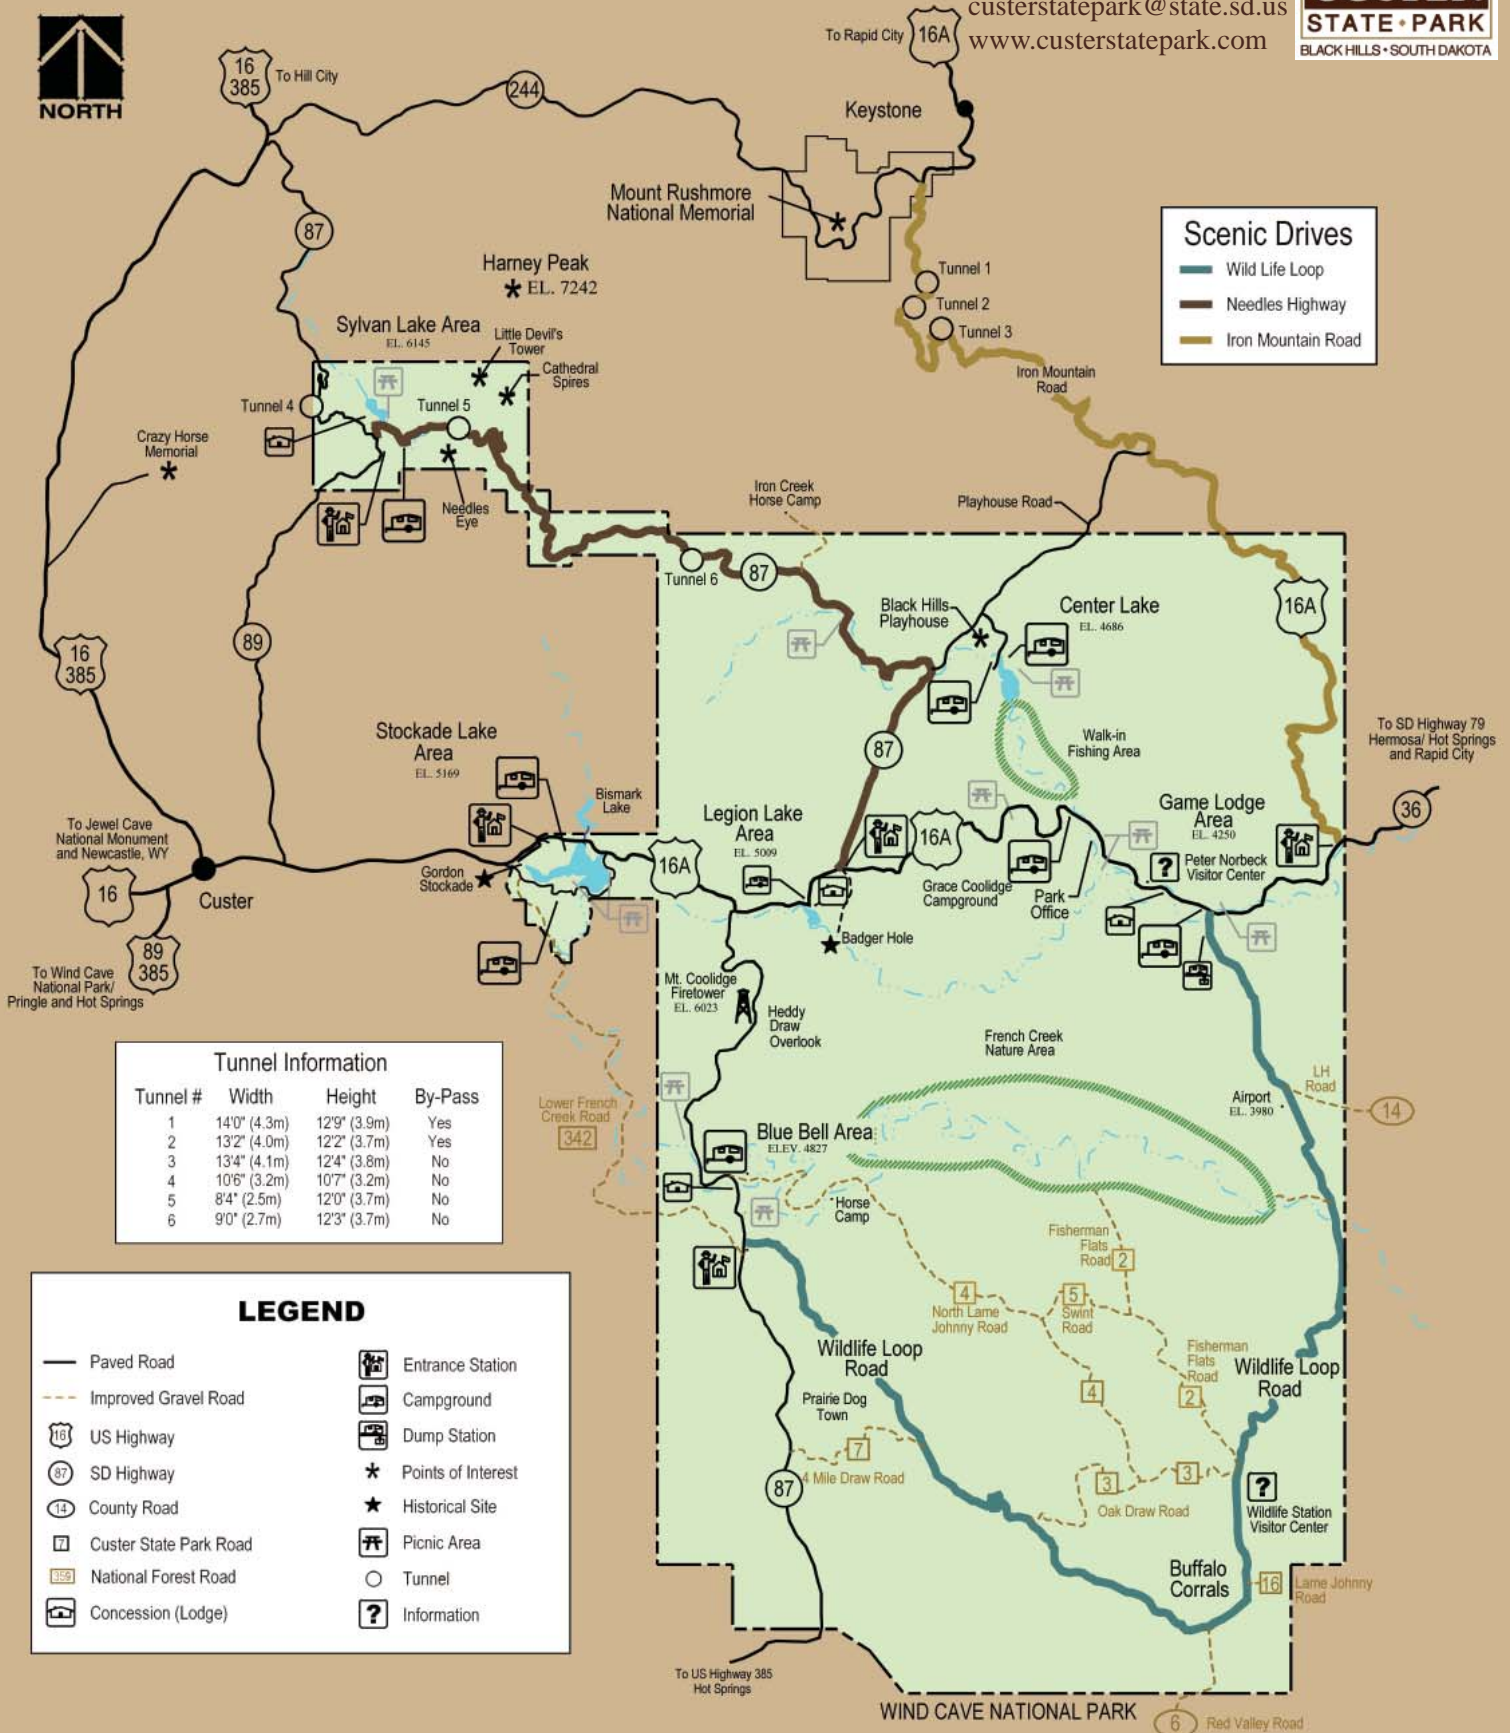 custerstatepark@state.sd.us
www.custerstatepark.com
STATE • PARK
BLACK HILLS • SOUTH DAKOTA
NORTH
16
385
To Hill City
244
To Rapid City
16A
Keystone
Mount Rushmore
National Memorial
87
Harney Peak
EL. 7242
Tunnel 1
Tunnel 2
Tunnel 3
Scenic Drives
Wild Life Loop
Needles Highway
Iron Mountain Road
Sylvan Lake Area
EL. 6145
Little Devil's
Tower
Cathedral
Spires
Iron Mountain
Road
Tunnel 4
Tunnel 5
Crazy Horse
Memorial
Needles
Eye
Iron Creek
Horse Camp
Playhouse Road
Tunnel 6
87
Black Hills
Playhouse
Center Lake
EL. 4686
16A
89
16
385
Stockade Lake
Area
EL. 5169
Bismark
Lake
87
Walk-in
Fishing Area
To SD Highway 79
Hermosa/ Hot Springs
and Rapid City
36
To Jewel Cave
National Monument
and Newcastle, WY
16
Custer
Gordon
Stockade
16A
Legion Lake
Area
EL. 5009
16A
Game Lodge
Area
EL. 4250
?
Peter Norbeck
Visitor Center
Grace Coolidge
Campground
Park
Office
89
385
To Wind Cave
National Park/
Pringle and Hot Springs
Badger Hole
Mt. Coolidge
Firetower
EL. 6023
Heddy
Draw
Overlook
French Creek
Nature Area
LH
Road
Airport
EL. 3980
14
Tunnel Information
Tunnel # Width Height By-Pass
1 14'0" (4.3m) 12'9" (3.9m) Yes
2 13'2" (4.0m) 12'2" (3.7m) Yes
3 13'4" (4.1m) 12'4" (3.8m) No
4 10'6" (3.2m) 10'7" (3.2m) No
5 8'4" (2.5m) 12'0" (3.7m) No
6 9'0" (2.7m) 12'3" (3.7m) No
Lower French
Creek Road
342
Blue Bell Area
ELEV. 4827
Horse
Camp
Fisherman
Flats
Road
2
4
North Lame
Johnny Road
5
Swint
Road
Wildlife Loop
Road
Fisherman
Flats
Road
2
Wildlife Loop
Road
4
Prairie Dog
Town
7
4 Mile Draw Road
87
3
3
Oak Draw Road
?
Wildlife Station
Visitor Center
Buffalo
Corrals
16
Lame Johnny
Road
LEGEND
Paved Road
Improved Gravel Road
16
US Highway
87
SD Highway
14
County Road
7
Custer State Park Road
359
National Forest Road
Concession (Lodge)
Entrance Station
Campground
Dump Station
Points of Interest
Historical Site
Picnic Area
Tunnel
?
Information
To US Highway 385
Hot Springs
WIND CAVE NATIONAL PARK
6
Red Valley Road